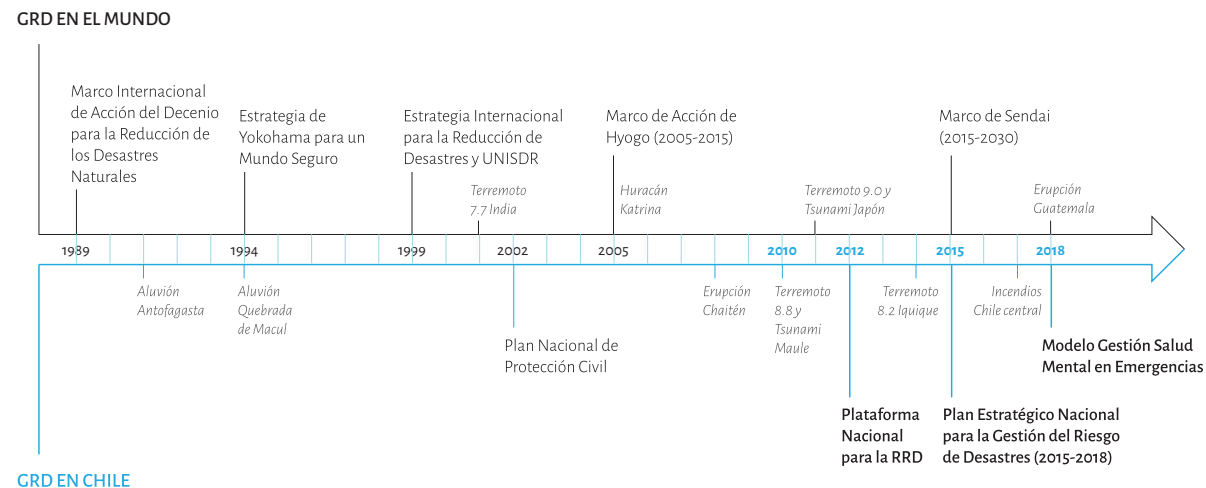 GRD EN EL MUNDO
Marco Internacional
de Acción del Decenio
para la Reducción de
los Desastres
Naturales
Estrategia de
Yokohama para un
Mundo Seguro
Estrategia Internacional
para la Reducción de
Desastres y UNISDR
Terremoto
7.7 India
Marco de Acción de
Hyogo (2005-2015)
Huracán
Katrina
Terremoto 9.0 y
Tsunami Japón
Marco de Sendai
(2015-2030)
Erupción
Guatemala
1989
1994
1999
2002
2005
2010
2012
2015
2018
Aluvión
Antofagasta
Aluvión
Quebrada
de Macul
Plan Nacional de
Protección Civil
Erupción
Chaitén
Terremoto
8.8 y
Tsunami
Maule
Plataforma
Nacional
para la RRD
Terremoto
8.2 Iquique
Plan Estratégico Nacional
para la Gestión del Riesgo
de Desastres (2015-2018)
Incendios
Chile central
Modelo Gestión Salud
Mental en Emergencias
GRD EN CHILE